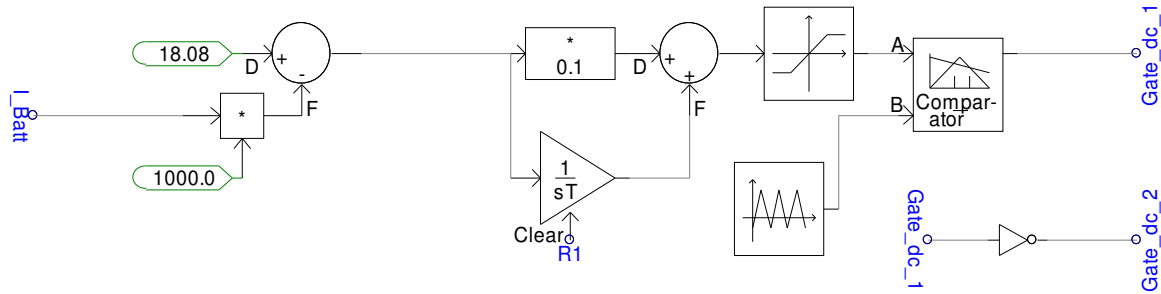 18.08
D
+
-
F
I_Batt
*
1000.0
*
0.1
D
+
+
F
1
sT
Clear
R1
A
B
Compar-
ator
Gate_dc_1
Gate_dc_1
Gate_dc_2